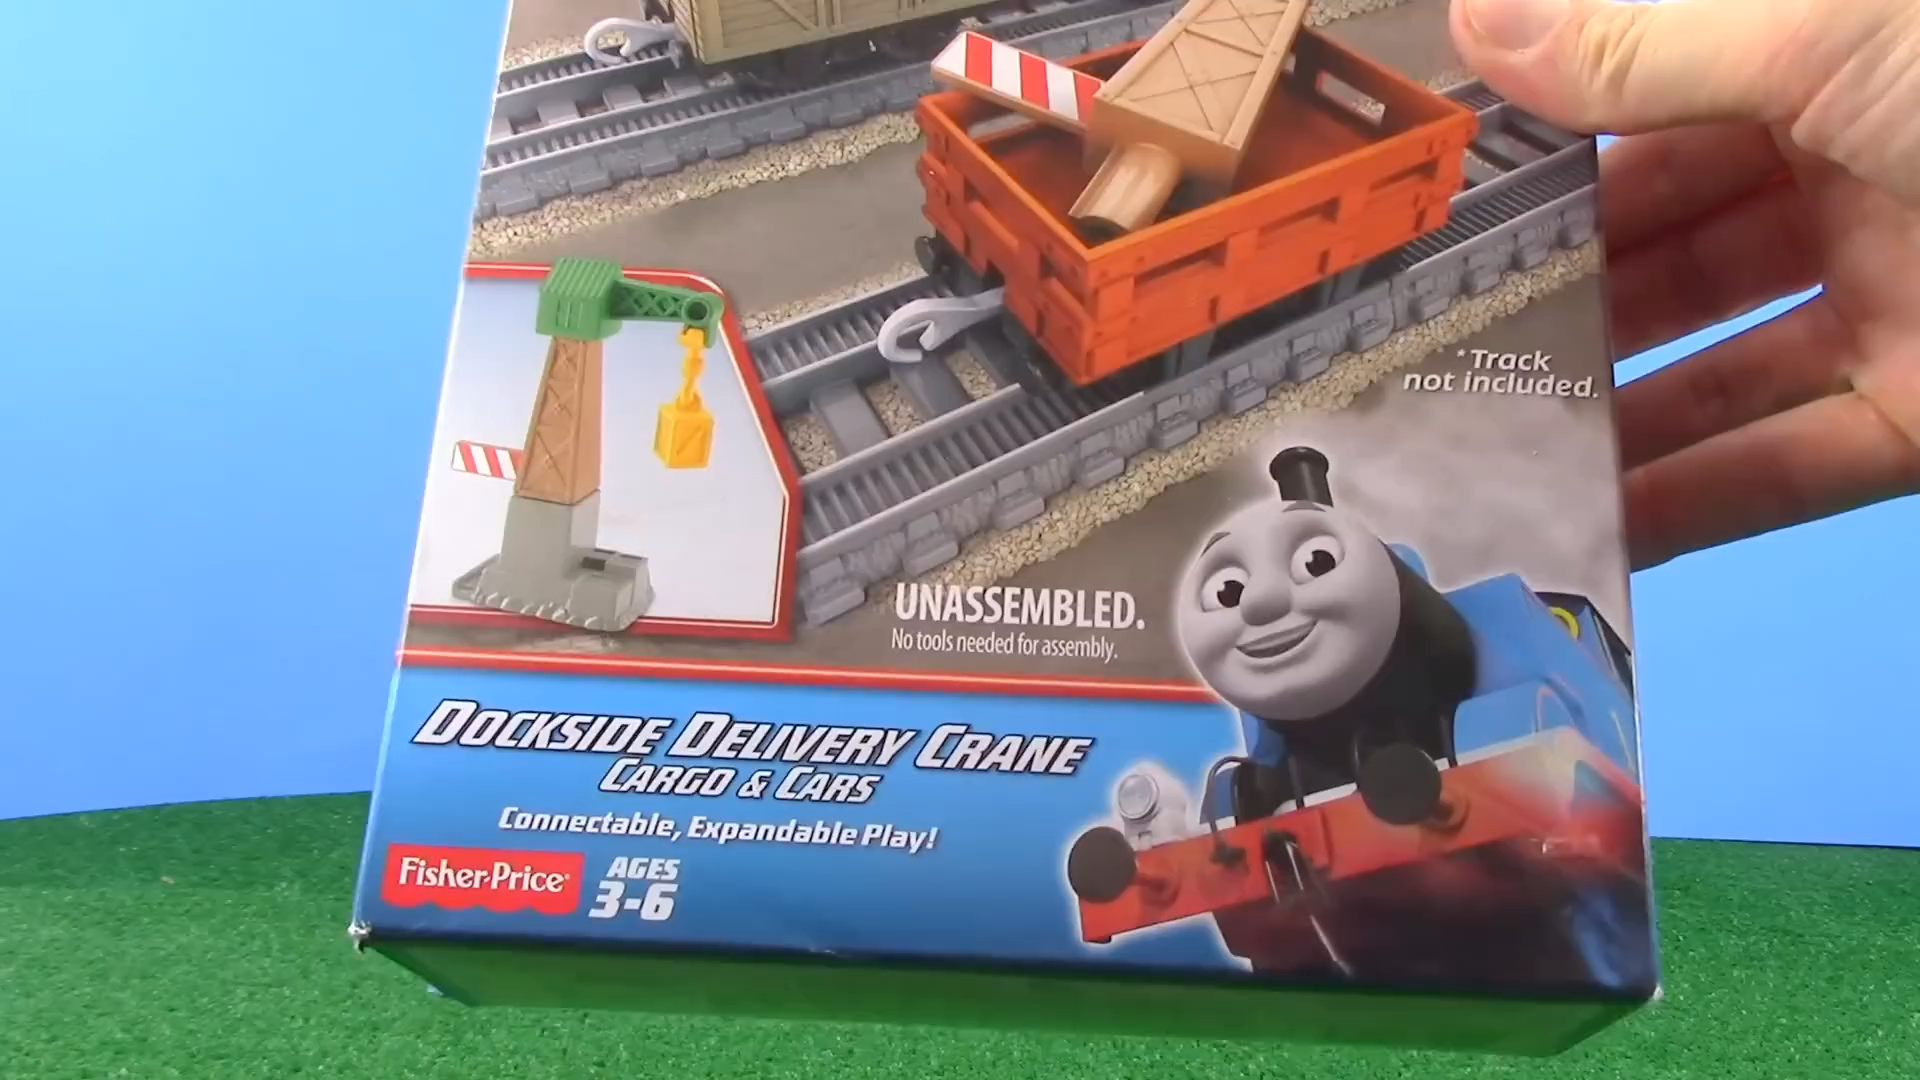 *Track
not included.
UNASSEMBLED.
No tools needed for assembly.
DOCKSIDE DELIVERY CRANE
CARGO & CARS
Connectable, Expandable Play!
Fisher-Price®
AGES
3-6